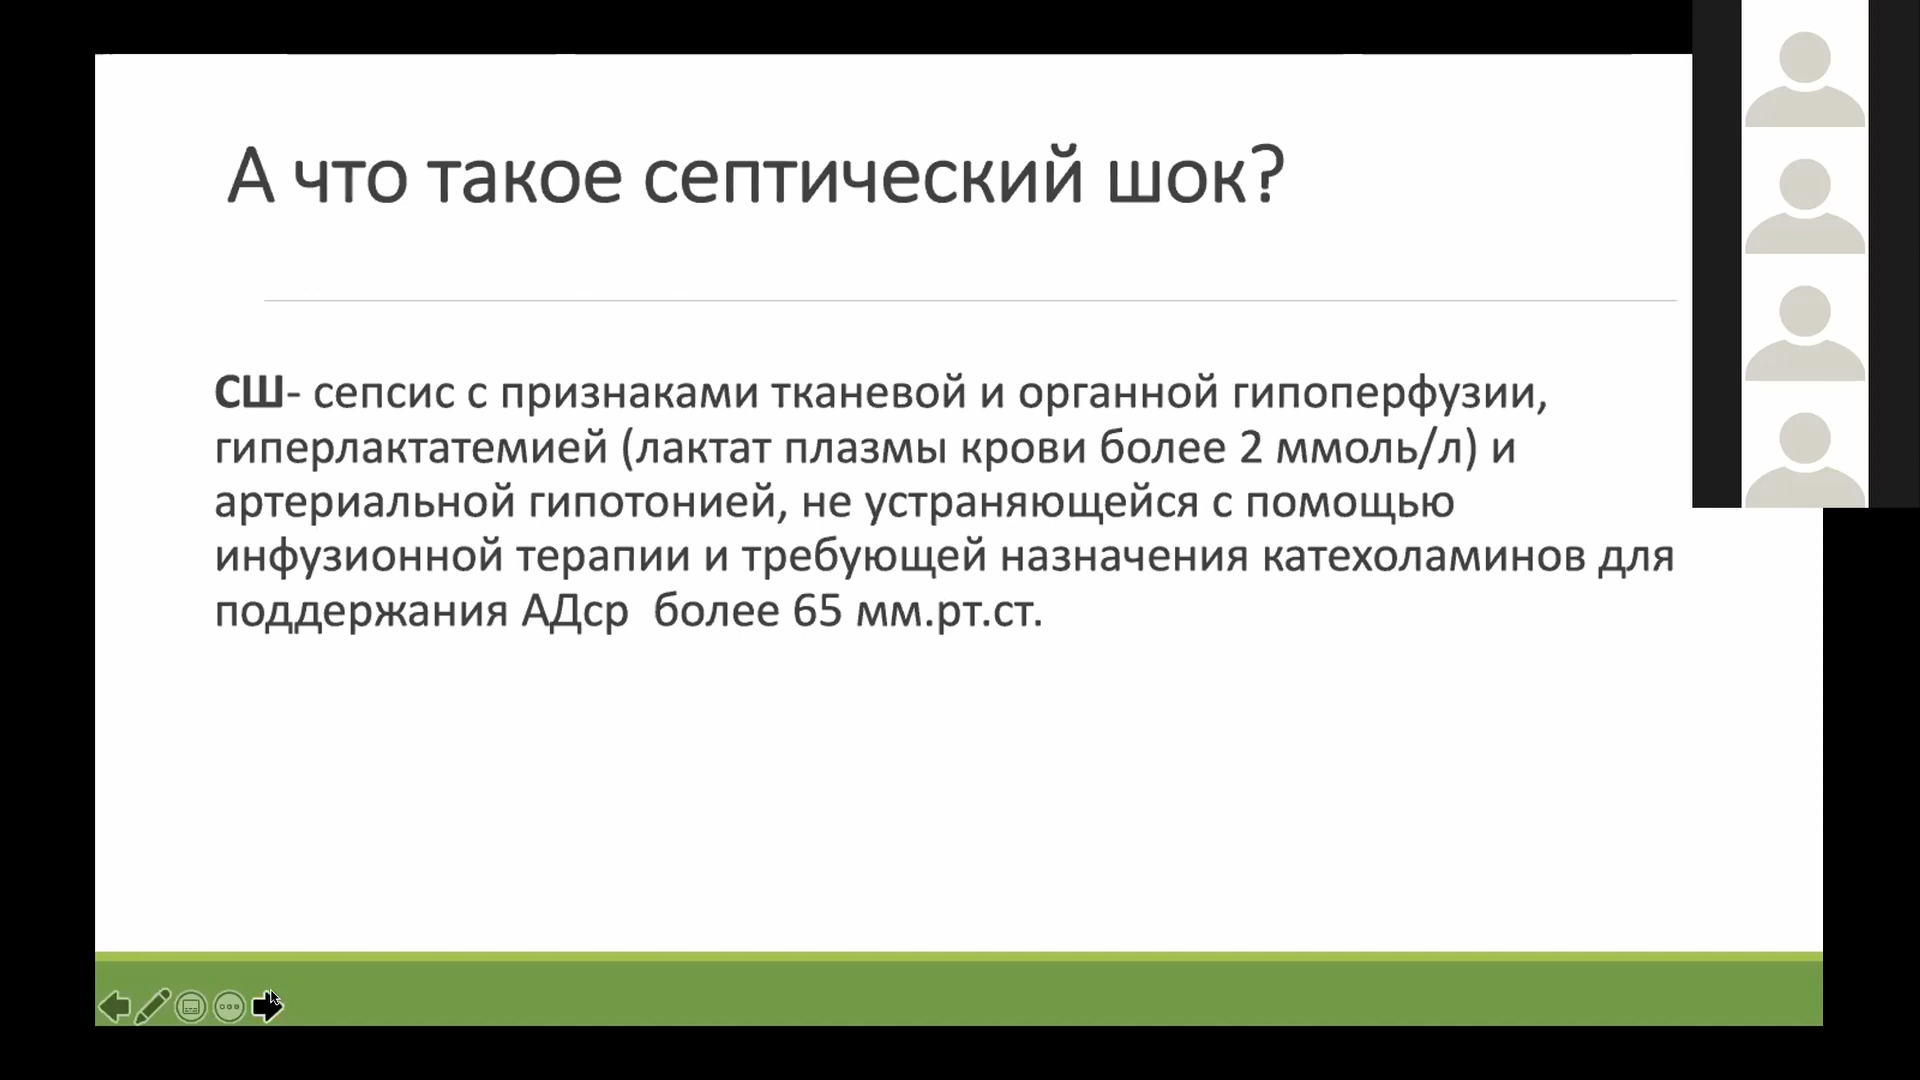 А что такое септический шок?
СШ- сепсис с признаками тканевой и органной гипоперфузии,
гиперлактатемией (лактат плазмы крови более 2 ммоль/л) и
артериальной гипотонией, не устраняющейся с помощью
инфузионной терапии и требующей назначения катехоламинов для
поддержания АДср  более 65 мм.рт.ст.